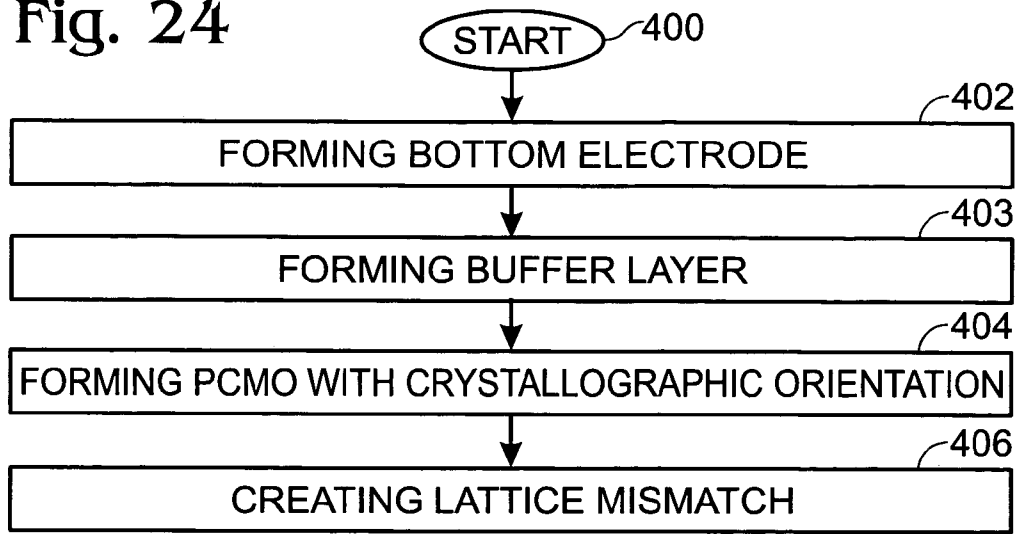 Fig. 24
START
400
402
FORMING BOTTOM ELECTRODE
403
FORMING BUFFER LAYER
404
FORMING PCMO WITH CRYSTALLOGRAPHIC ORIENTATION
406
CREATING LATTICE MISMATCH